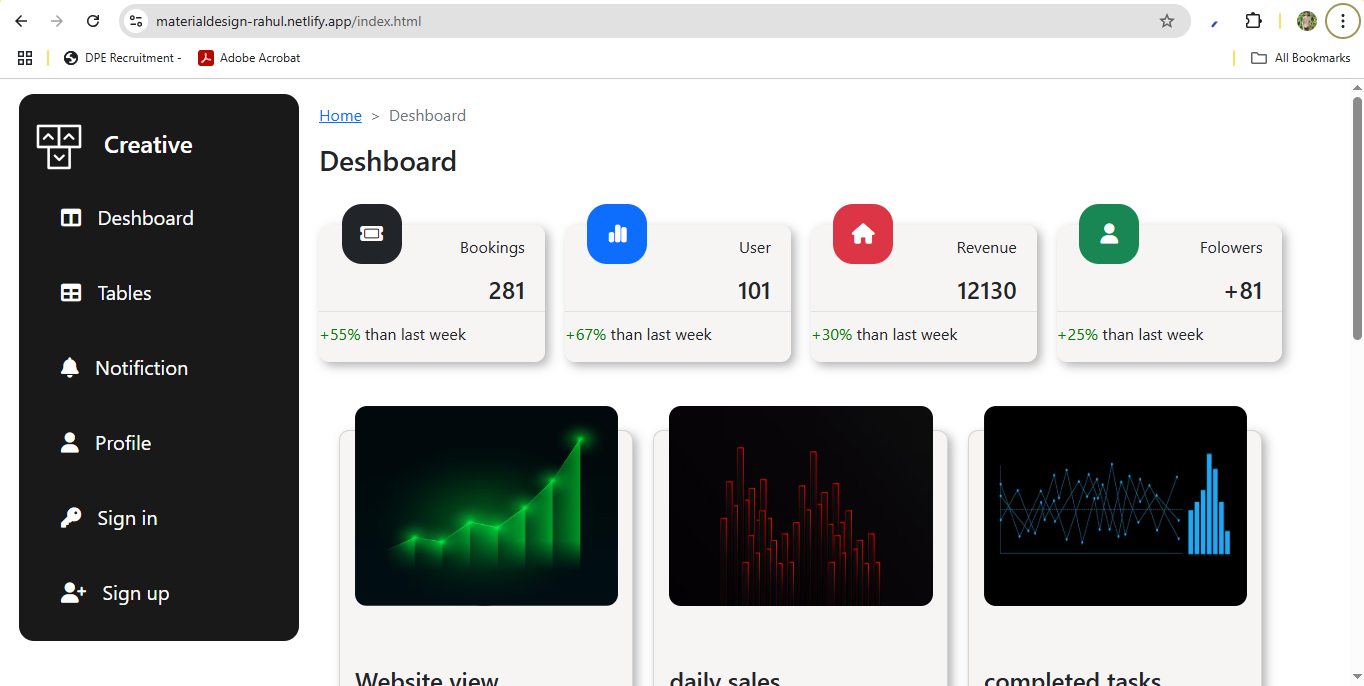 materialdesign-rahul.netlify.app/index.html
DPE Recruitment -
Adobe Acrobat
All Bookmarks
Creative
Deshboard
Tables
Notifiction
Profile
Sign in
Sign up
Home > Deshboard
Deshboard
Bookings
281
+55% than last week
User
101
+67% than last week
Revenue
12130
+30% than last week
Folowers
+81
+25% than last week
Website view
daily sales
completed tasks